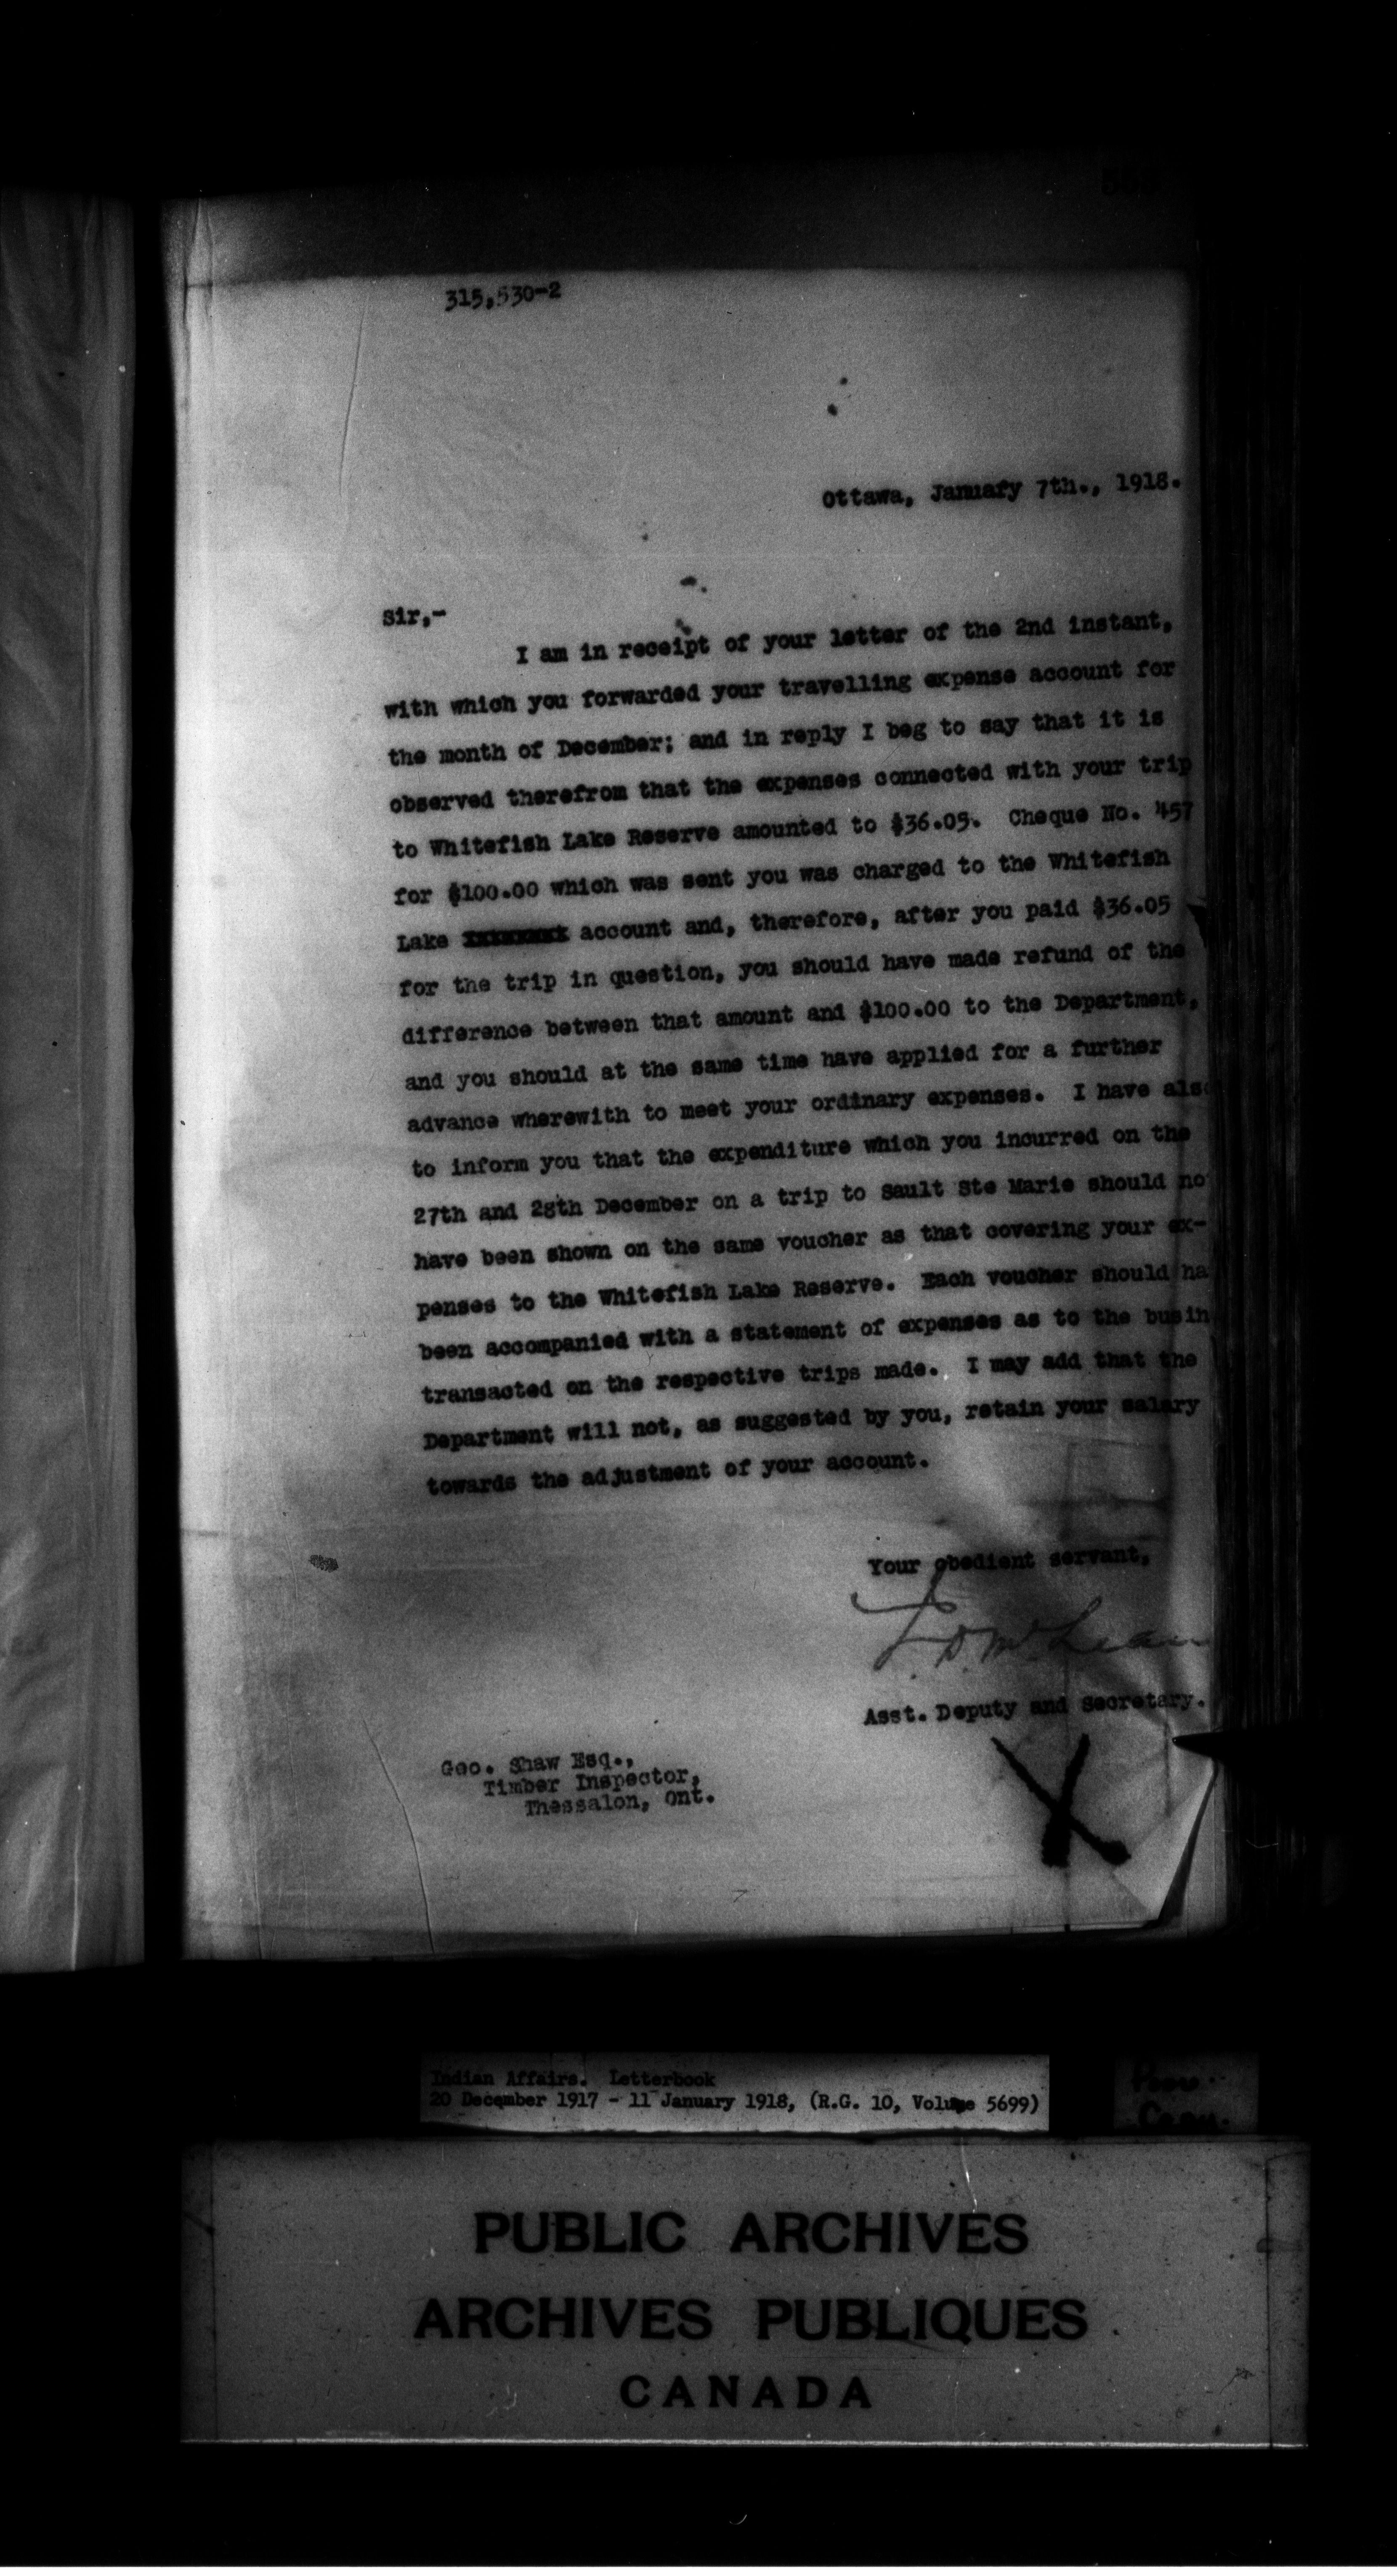 315,530-2
Ottawa, January 7th., 1918.
Sir,-
I am in receipt of your letter of the 2nd instant,
with which you forwarded your travelling expense account for
the month of December; and in reply I beg to say that it is
observed therefrom that the expenses connected with your trip
to Whitefish Lake Reserve amounted to $36.05. Cheque No. 457
for $100.00 which was sent you was charged to the Whitefish
Lake account and, therefore, after you paid $36.05
for the trip in question, you should have made refund of the
difference between that amount and $100.00 to the Department,
and you should at the same time have applied for a further
advance wherewith to meet your ordinary expenses. I have also
to inform you that the expenditure which you incurred on the
27th and 28th December on a trip to Sault Ste Marie should no
have been shown on the same voucher as that covering your ex-
penses to the Whitefish Lake Reserve. Each voucher should ha
been accompanied with a statement of expenses as to the busin
transacted on the respective trips made. I may add that the
Department will not, as suggested by you, retain your salary
towards the adjustment of your account.
Your obedient servant,
J.D. McLean
Asst. Deputy and Secretary.
Geo. Shaw Esq.,
Timber Inspector,
Thessalon, Ont.
Indian Affairs. Letterbook
20 December 1917 - 11 January 1918, (R.G. 10, Volume 5699)
Poor
Copy.
PUBLIC ARCHIVES
ARCHIVES PUBLIQUES
CANADA